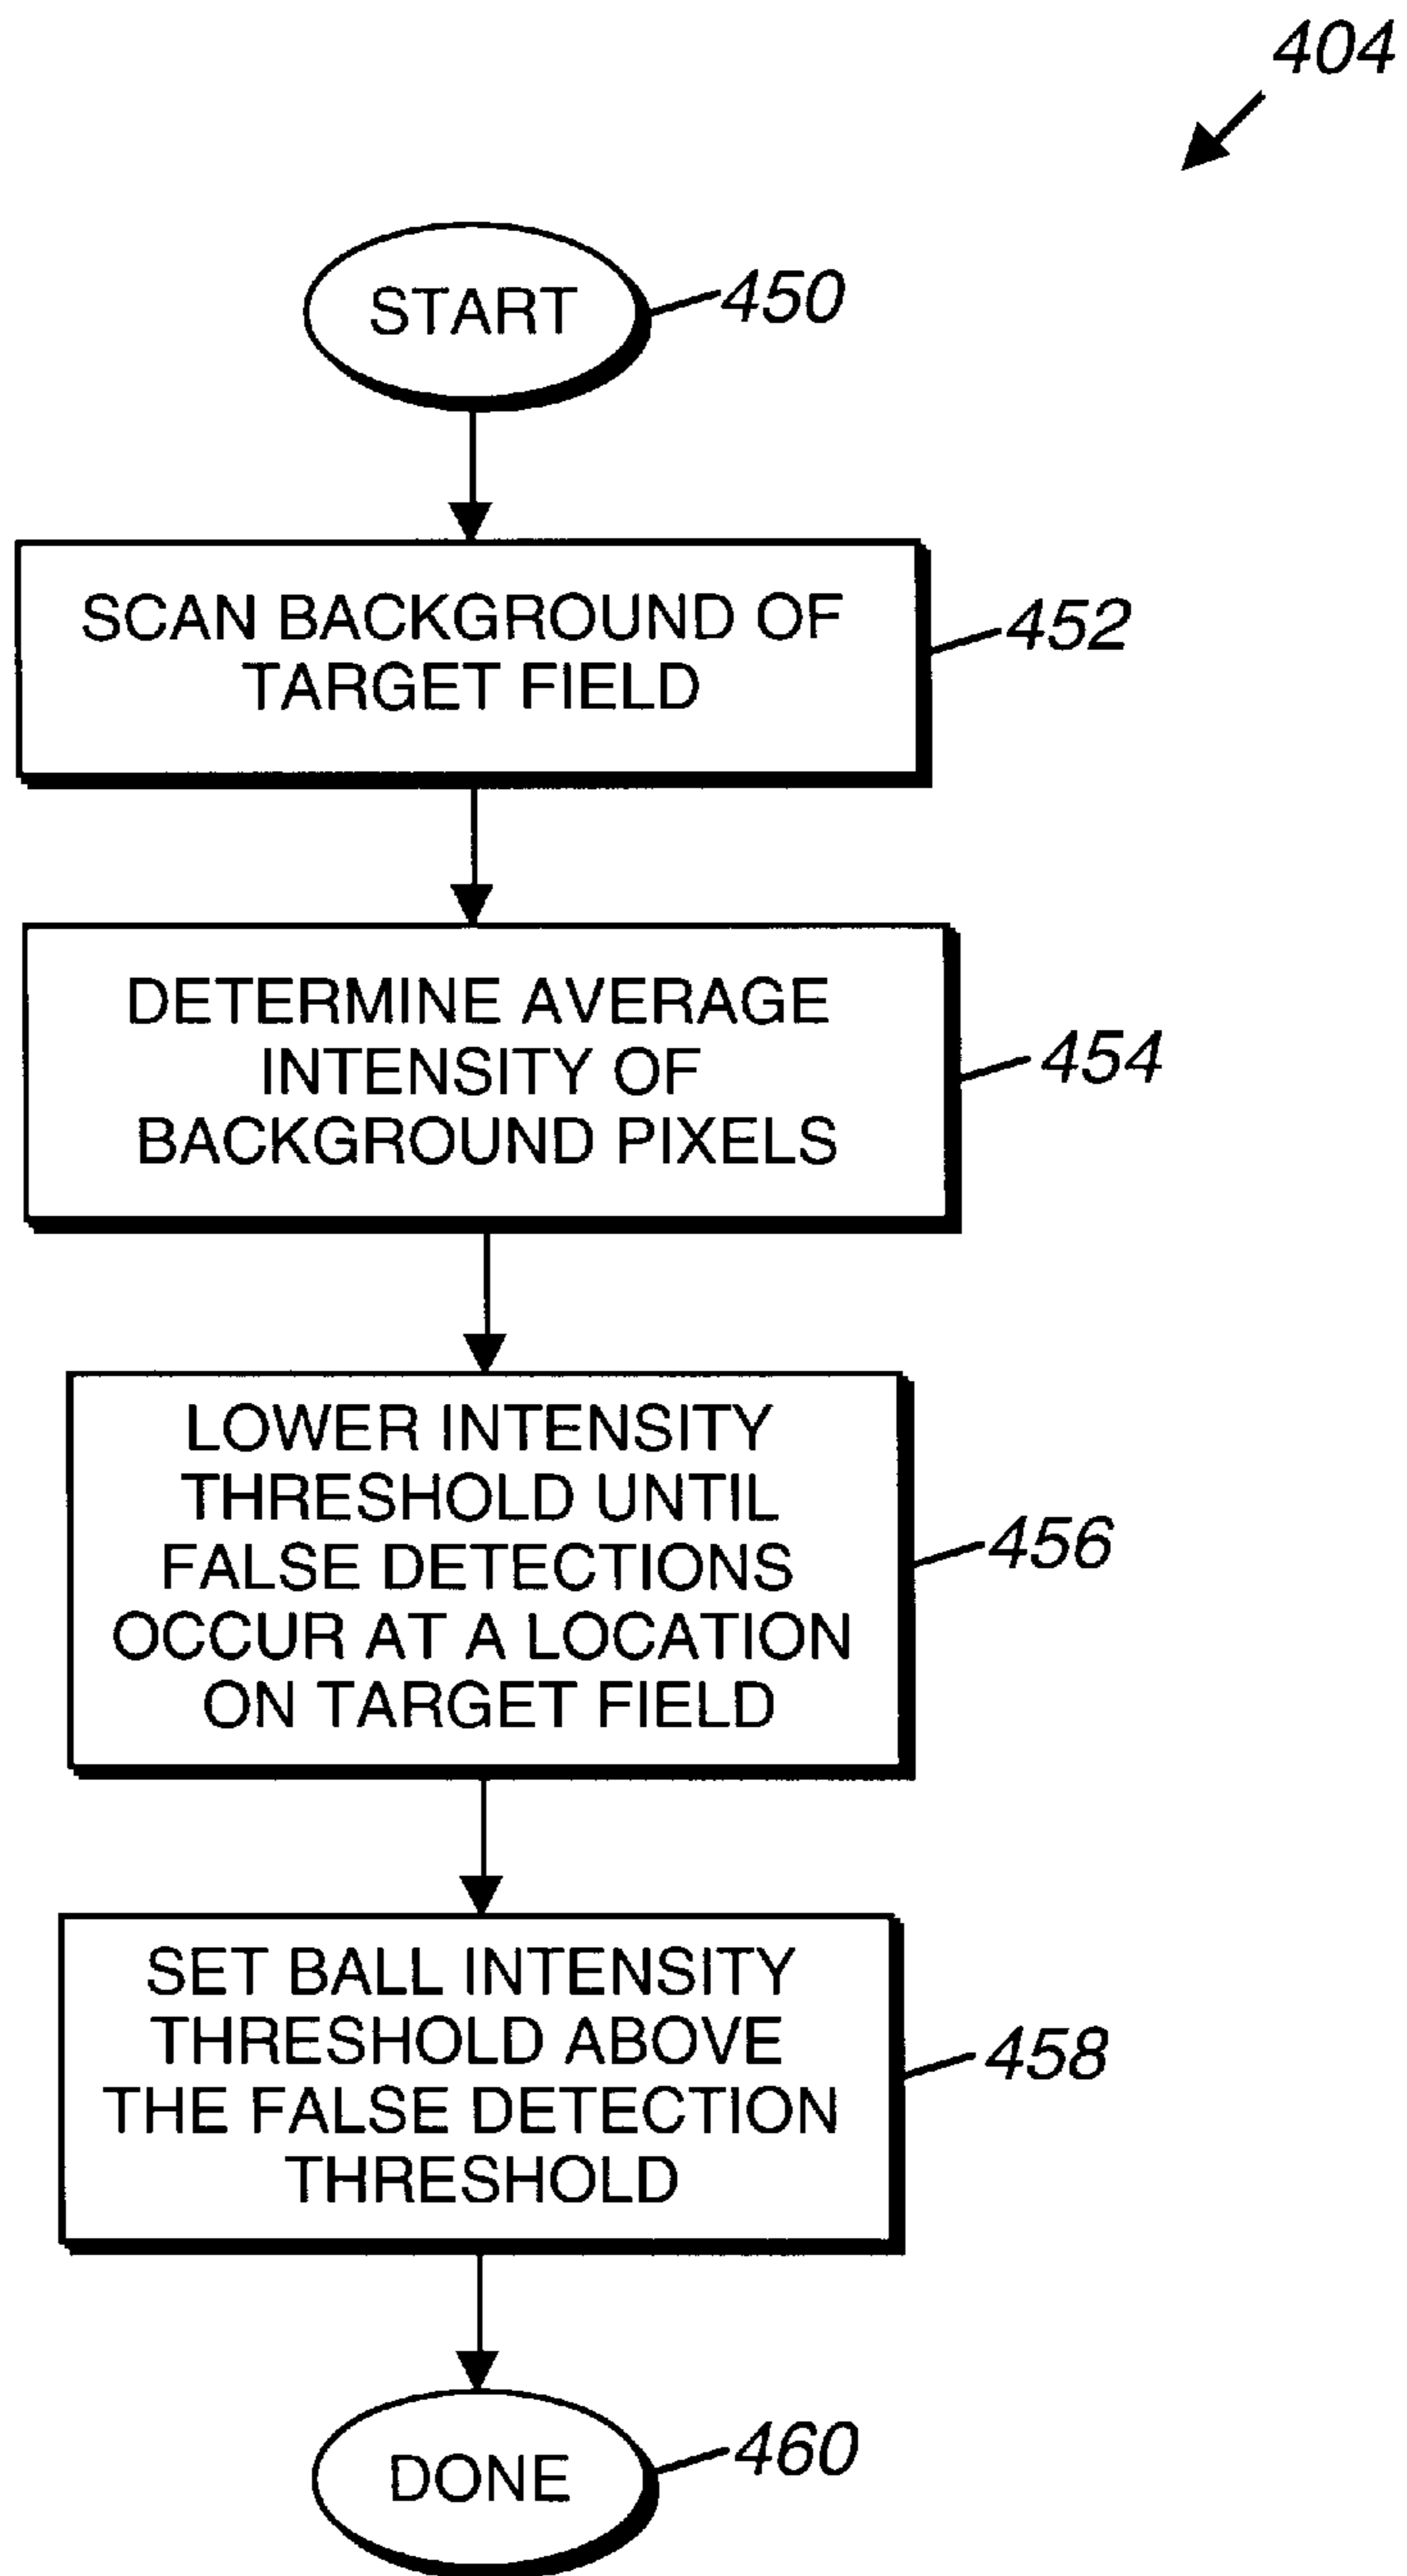 404
START
450
SCAN BACKGROUND OF
TARGET FIELD
452
DETERMINE AVERAGE
INTENSITY OF
BACKGROUND PIXELS
454
LOWER INTENSITY
THRESHOLD UNTIL
FALSE DETECTIONS
OCCUR AT A LOCATION
ON TARGET FIELD
456
SET BALL INTENSITY
THRESHOLD ABOVE
THE FALSE DETECTION
THRESHOLD
458
DONE
460